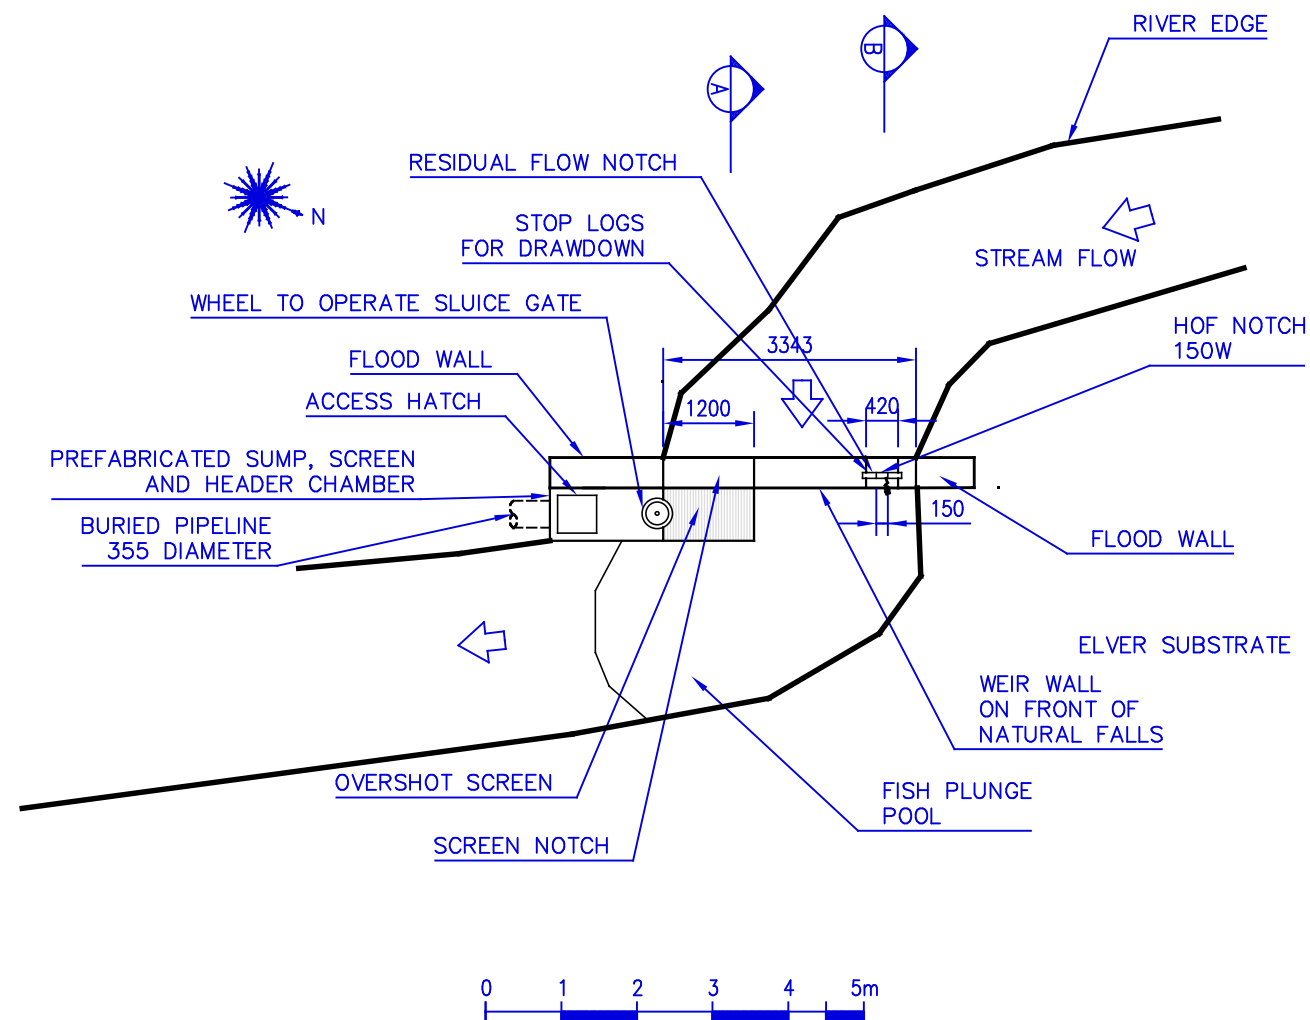 RIVER EDGE
B
A
RESIDUAL FLOW NOTCH
N
STOP LOGS
FOR DRAWDOWN
STREAM FLOW
WHEEL TO OPERATE SLUICE GATE
HOF NOTCH
150W
3343
FLOOD WALL
ACCESS HATCH
1200
420
PREFABRICATED SUMP, SCREEN
AND HEADER CHAMBER
150
BURIED PIPELINE
355 DIAMETER
FLOOD WALL
ELVER SUBSTRATE
WEIR WALL
ON FRONT OF
NATURAL FALLS
OVERSHOT SCREEN
FISH PLUNGE
POOL
SCREEN NOTCH
0 1 2 3 4 5m